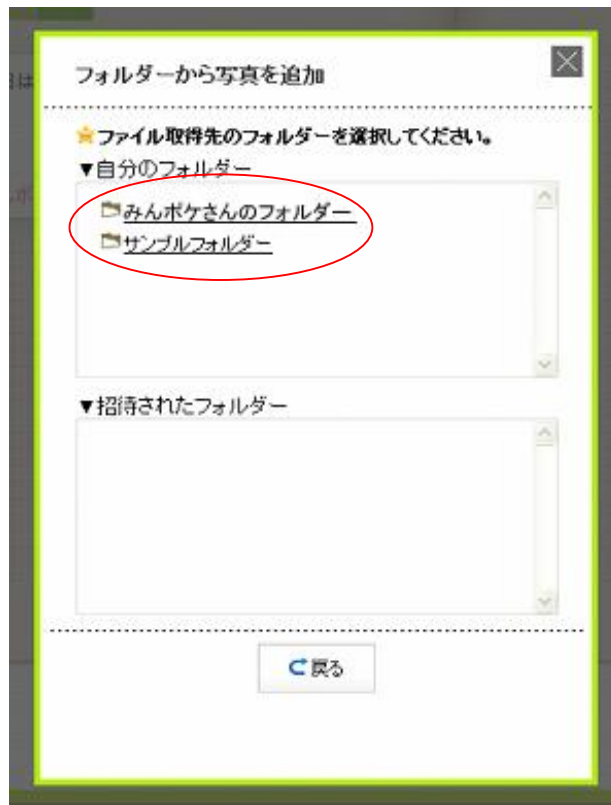 フォルダーから写真を追加
ファイル取得先のフォルダーを選択してください。
▼自分のフォルダー
みんポケさんのフォルダー
サンプルフォルダー
▼招待されたフォルダー
戻る